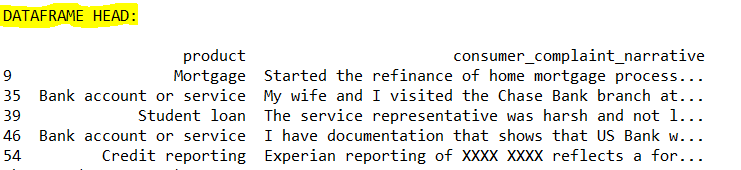 DATAFRAME HEAD:
product consumer_complaint_narrative
9 Mortgage Started the refinance of home mortgage process...
35 Bank account or service My wife and I visited the Chase Bank branch at...
39 Student loan The service representative was harsh and not l...
46 Bank account or service I have documentation that shows that US Bank w...
54 Credit reporting Experian reporting of XXXX XXXX reflects a for...